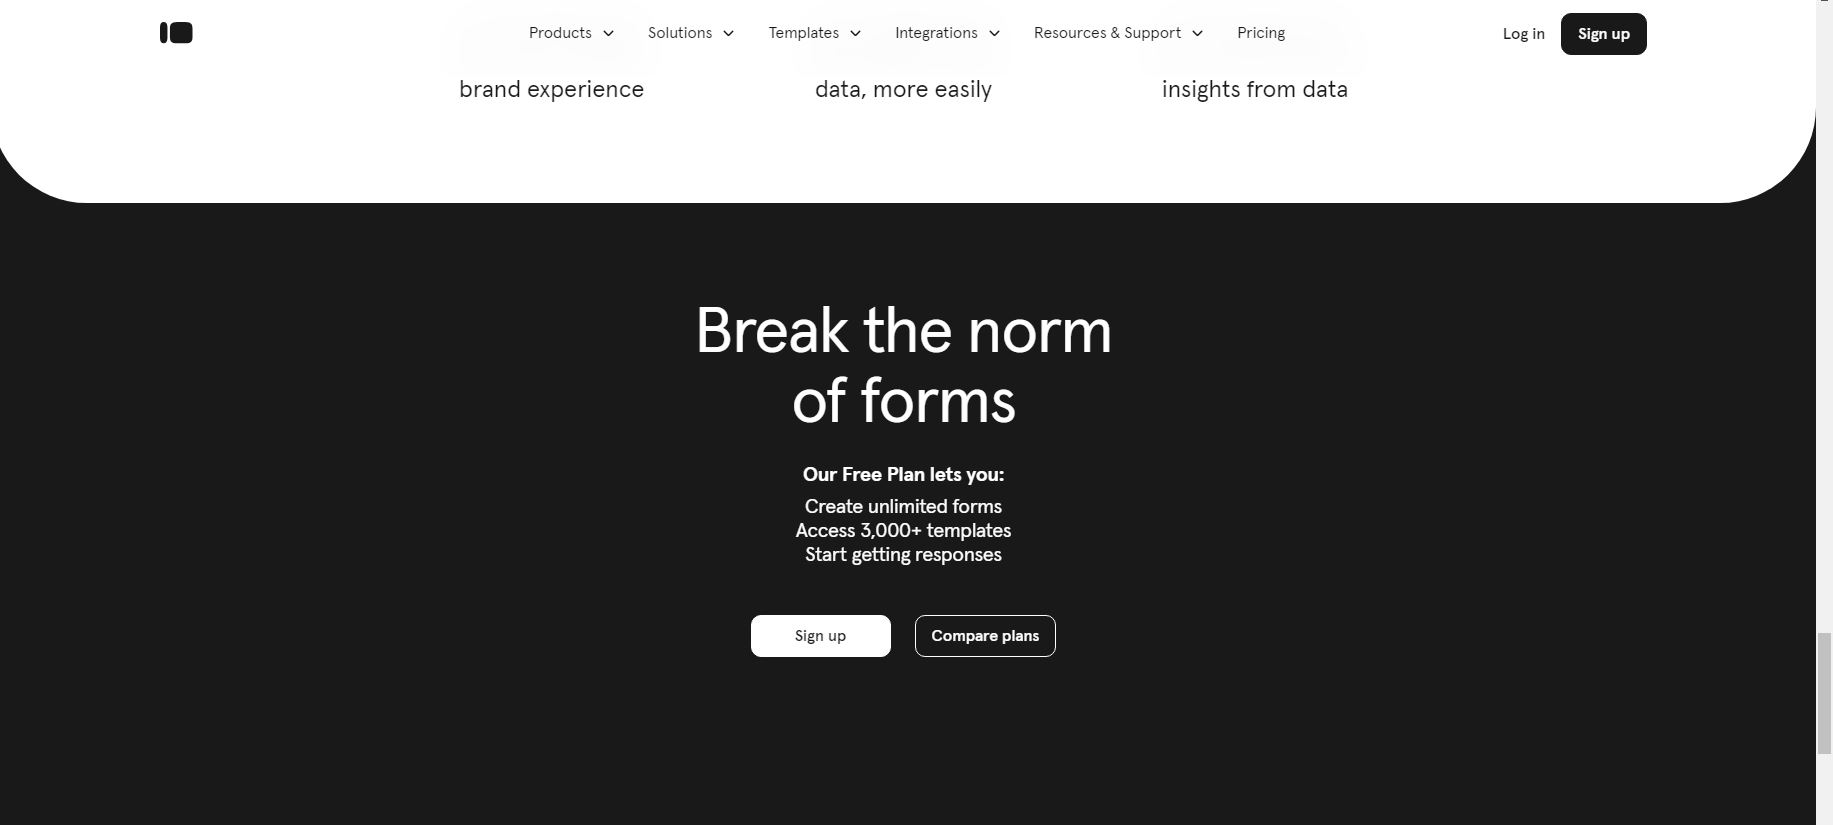 Products
Solutions
Templates
Integrations
Resources & Support
Pricing
Log in
Sign up
brand experience
data, more easily
insights from data
Break the norm
of forms
Our Free Plan lets you:
Create unlimited forms
Access 3,000+ templates
Start getting responses
Sign up
Compare plans